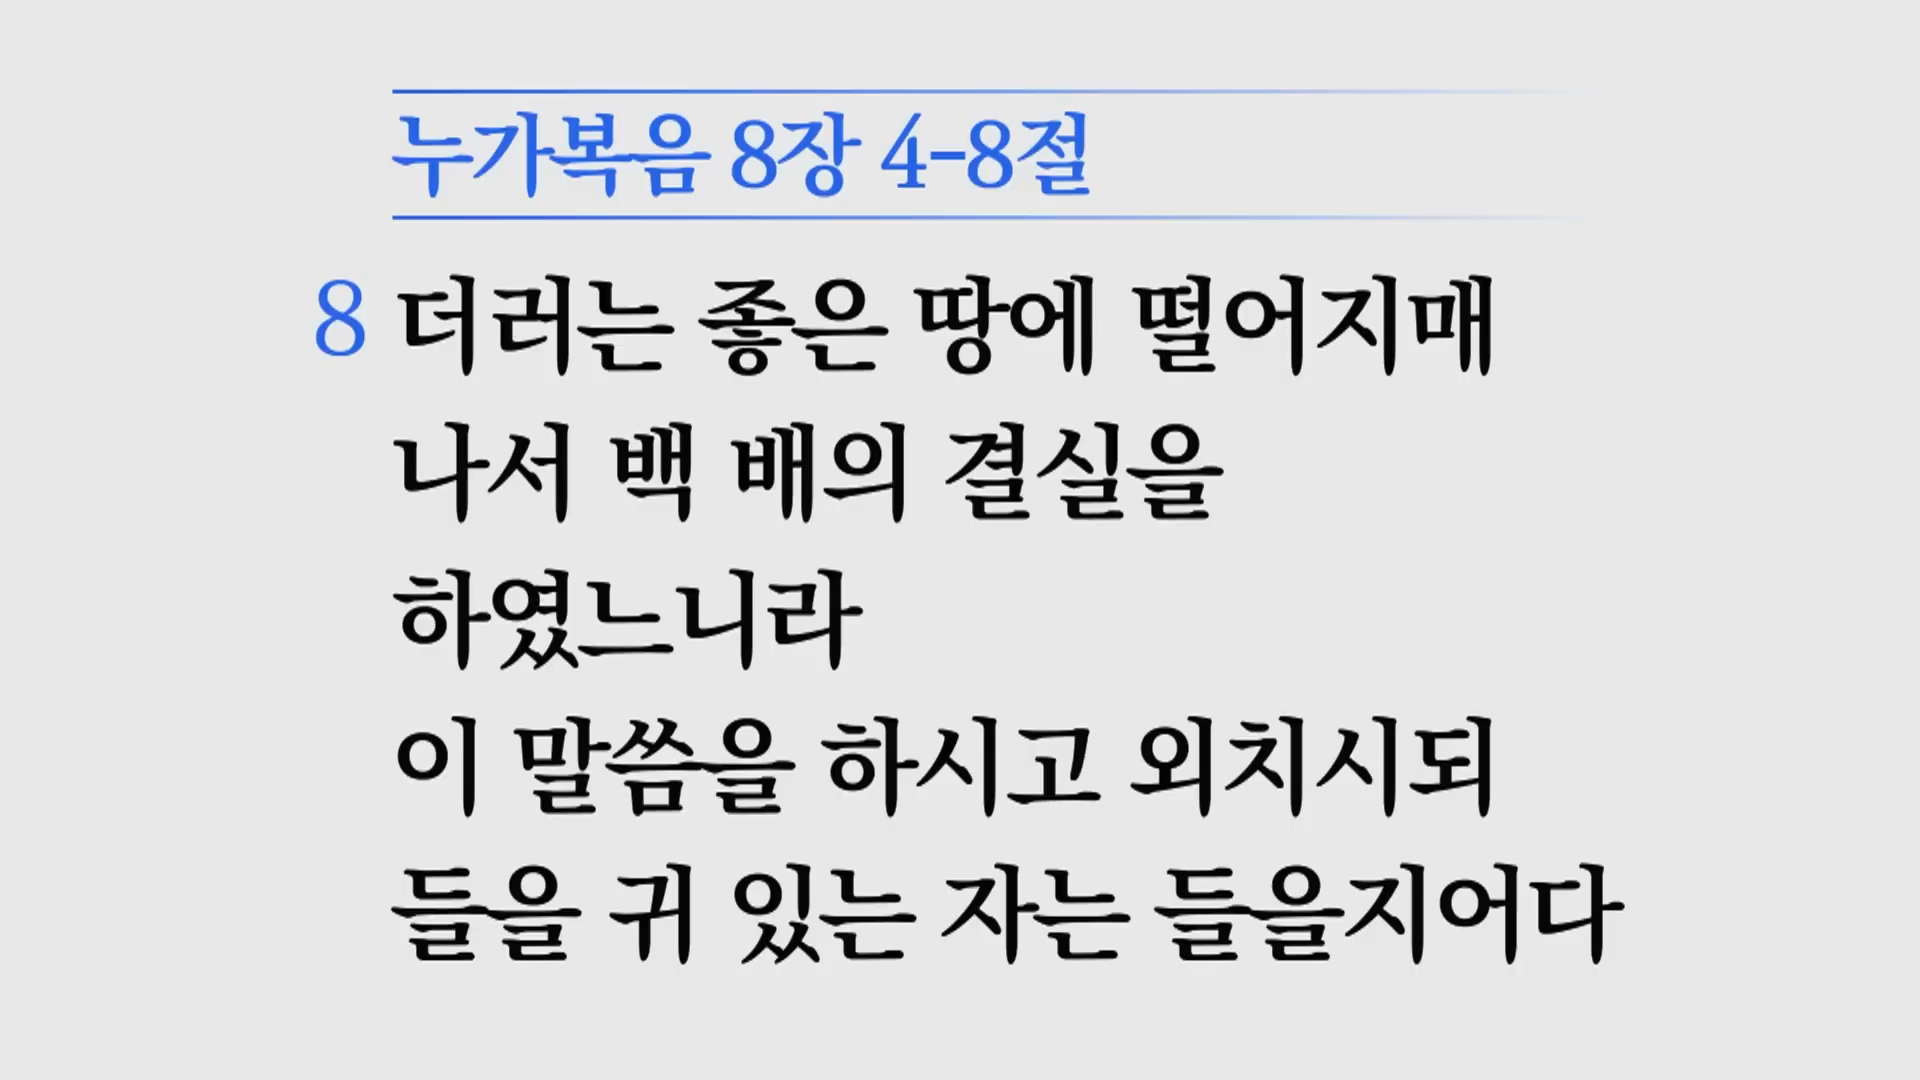 누가복음 8장 4-8절
8 더러는 좋은 땅에 떨어지매
나서 백 배의 결실을
하였느니라
이 말씀을 하시고 외치시되
들을 귀 있는 자는 들을지어다